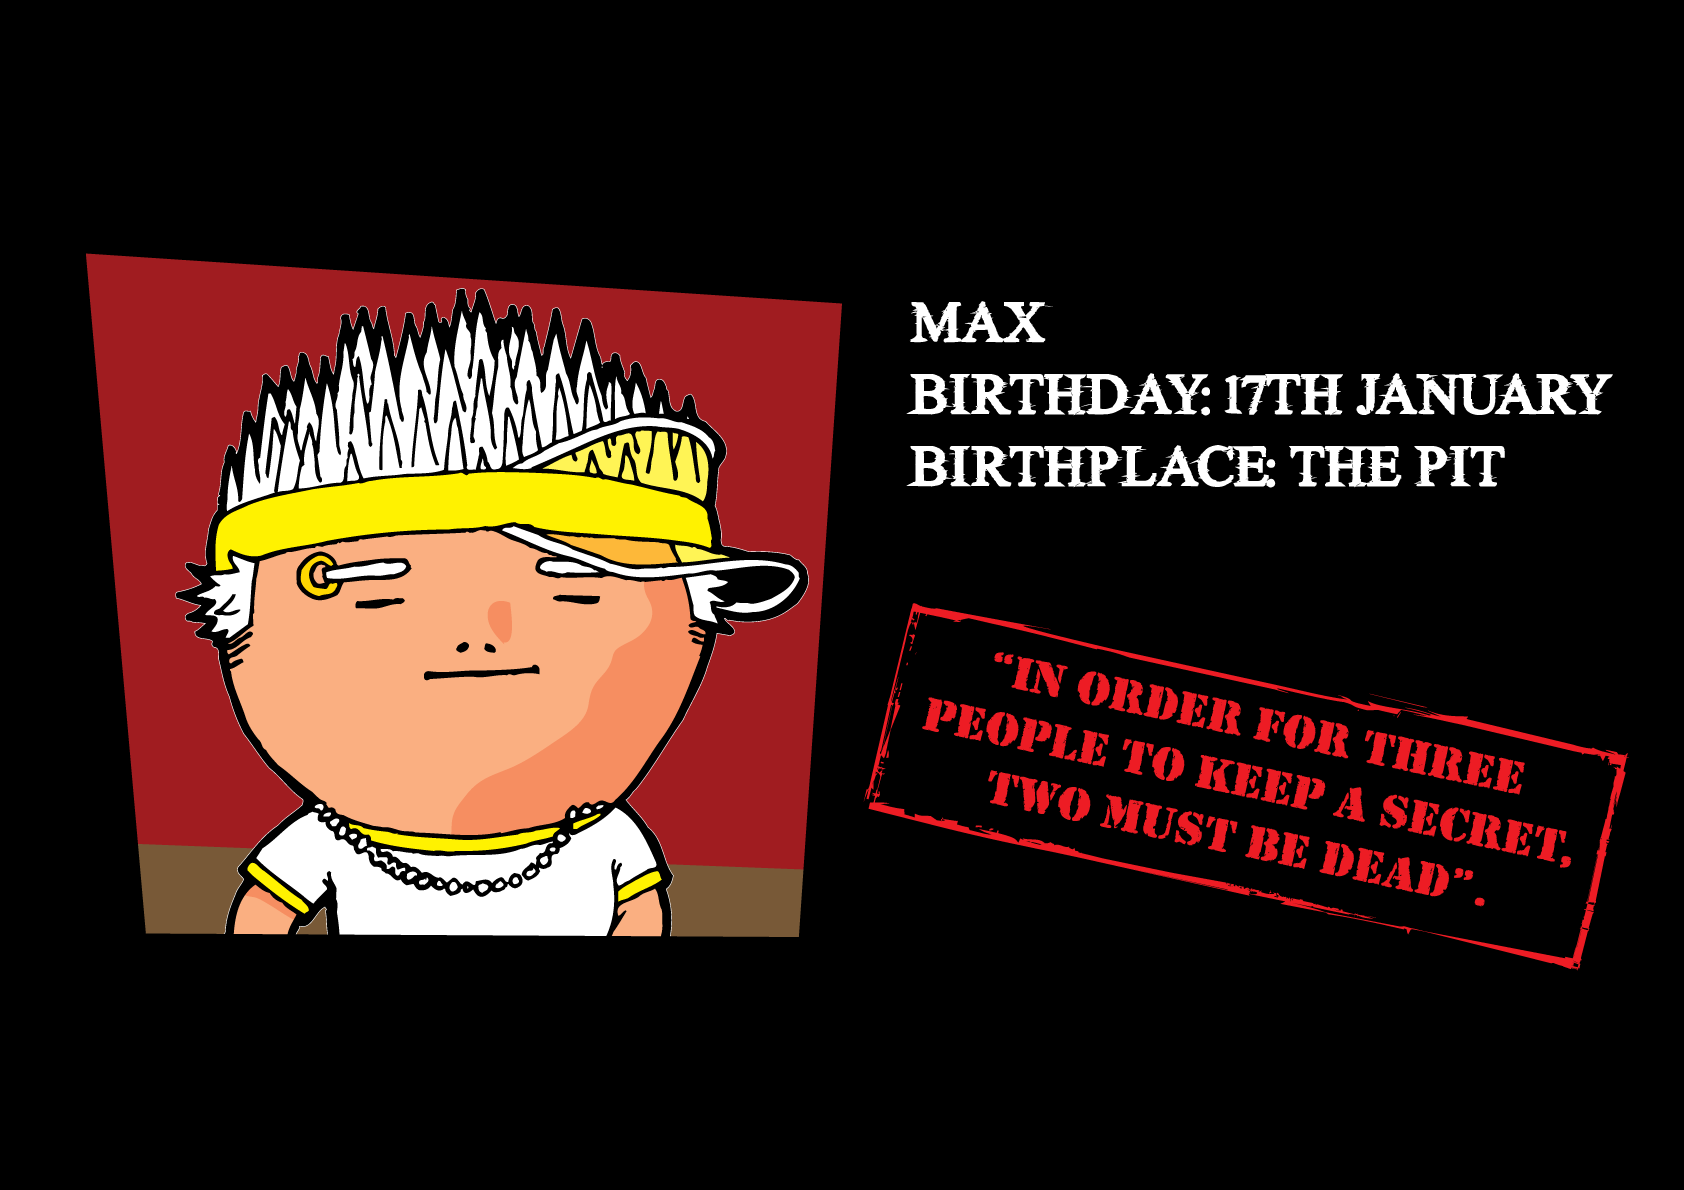 MAX
BIRTHDAY: 17TH JANUARY
BIRTHPLACE: THE PIT
“IN ORDER FOR THREE
PEOPLE TO KEEP A SECRET,
TWO MUST BE DEAD”.